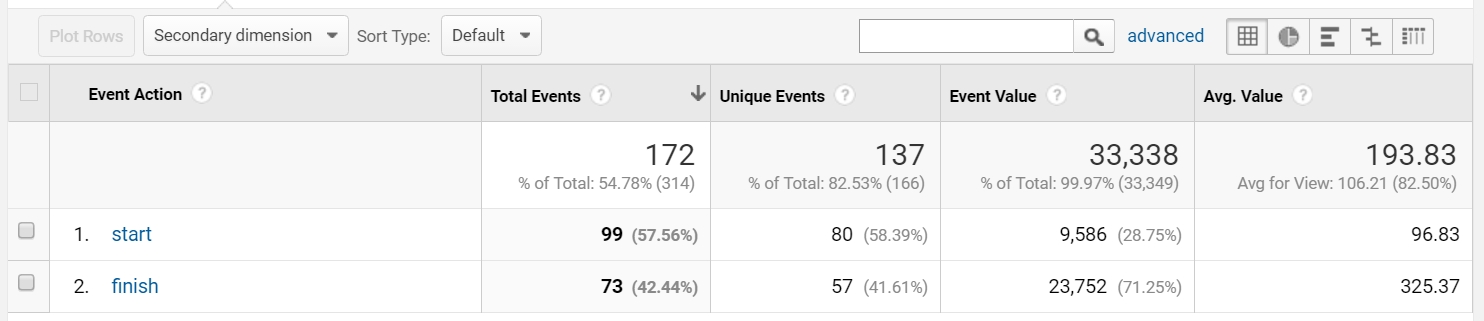 Plot Rows Secondary dimension Sort Type: Default advanced
Event Action ? Total Events ? Unique Events ? Event Value ? Avg. Value ?
172 137 33,338 193.83
% of Total: 54.78% (314) % of Total: 82.53% (166) % of Total: 99.97% (33,349) Avg for View: 106.21 (82.50%)
1. start 99 (57.56%) 80 (58.39%) 9,586 (28.75%) 96.83
2. finish 73 (42.44%) 57 (41.61%) 23,752 (71.25%) 325.37